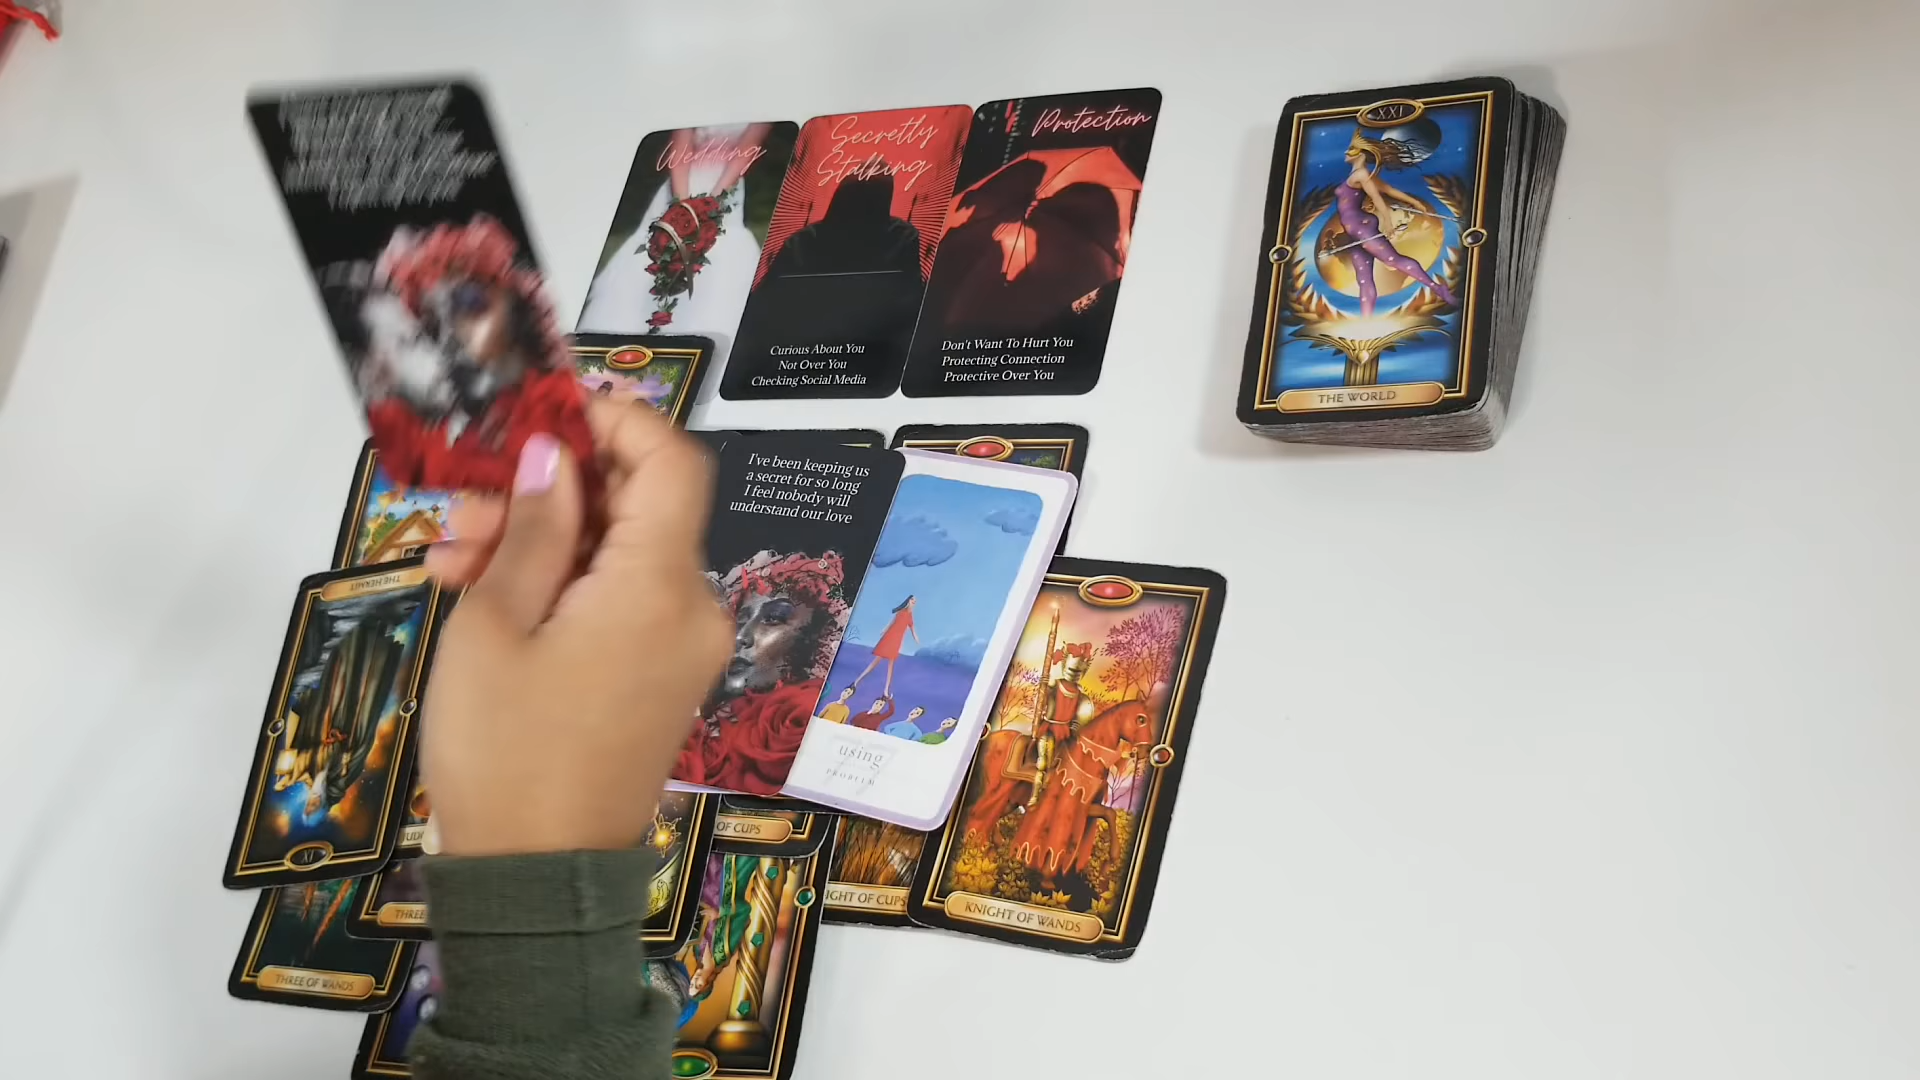 Wedding
Secretly
Stalking
Curious About You
Not Over You
Checking Social Media
Protection
Don't Want To Hurt You
Protecting Connection
Protective Over You
XXI
THE WORLD
I've been keeping us
a secret for so long
I feel nobody will
understand our love
using
PROBLEM
THE HERMIT
XI
OF CUPS
IGHT OF CUPS
KNIGHT OF WANDS
THREE
THREE OF WANDS